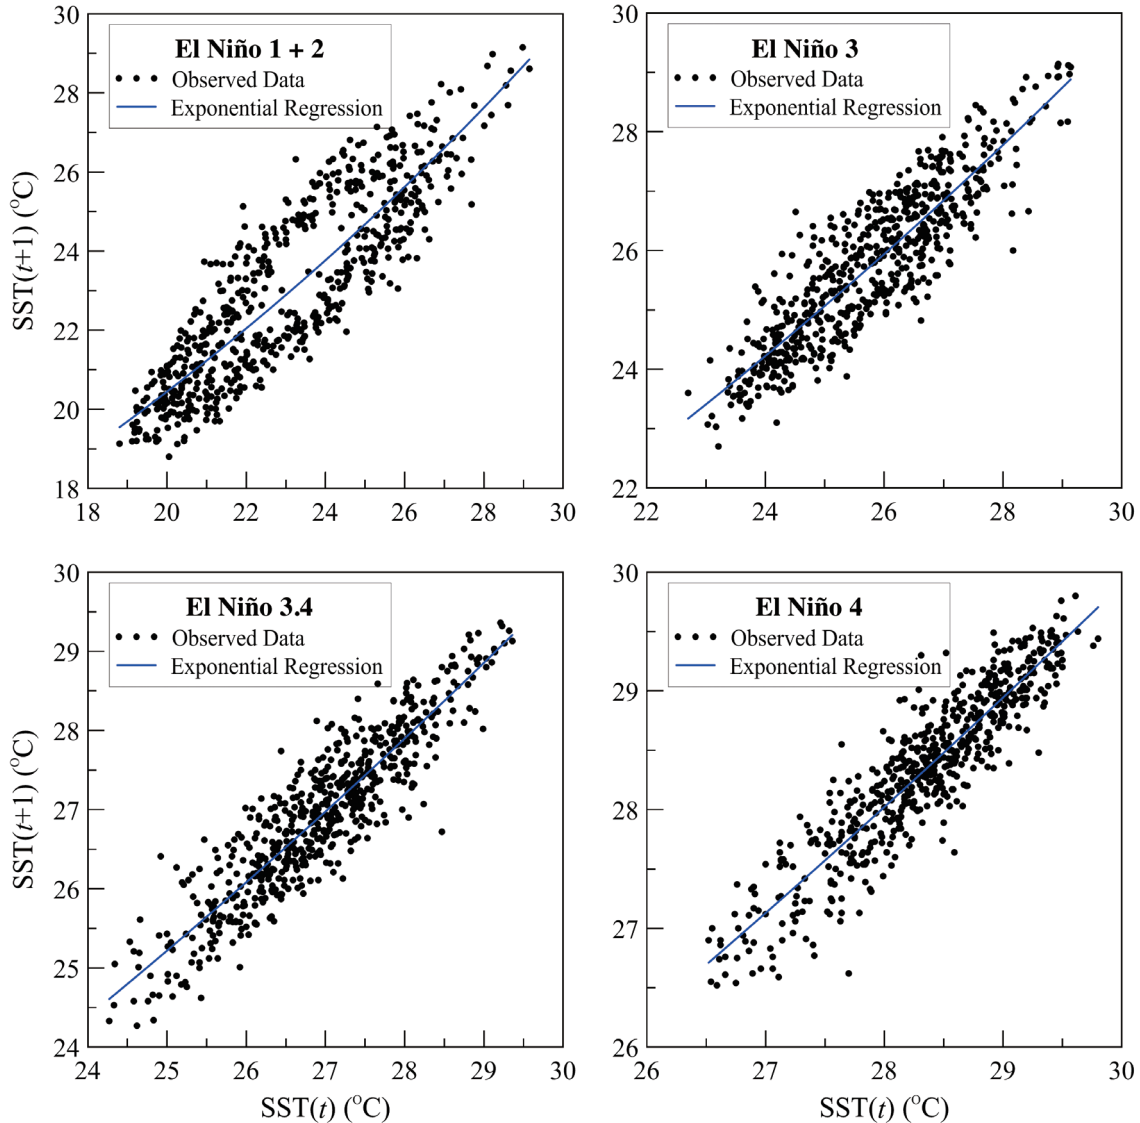 El Niño 1 + 2
Observed Data
Exponential Regression
SST(t+1) (°C)
30
28
26
24
22
20
18
18 20 22 24 26 28 30
El Niño 3
Observed Data
Exponential Regression
30
28
26
24
22
22 24 26 28 30
El Niño 3.4
Observed Data
Exponential Regression
SST(t+1) (°C)
30
29
28
27
26
25
24
24 25 26 27 28 29 30
SST(t) (°C)
El Niño 4
Observed Data
Exponential Regression
30
29
28
27
26
26 27 28 29 30
SST(t) (°C)